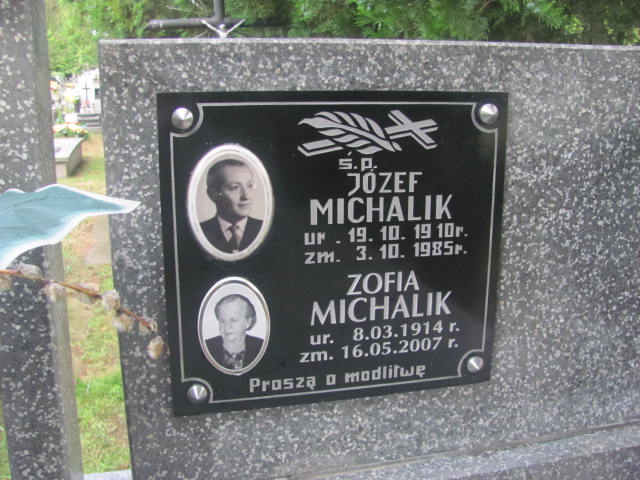 ś.p.
JÓZEF
MICHALIK
ur. 19. 10. 1910r.
zm. 3. 10. 1985r.
ZOFIA
MICHALIK
ur. 8.03.1914 r.
zm. 16.05.2007 r.
Proszą o modlitwę